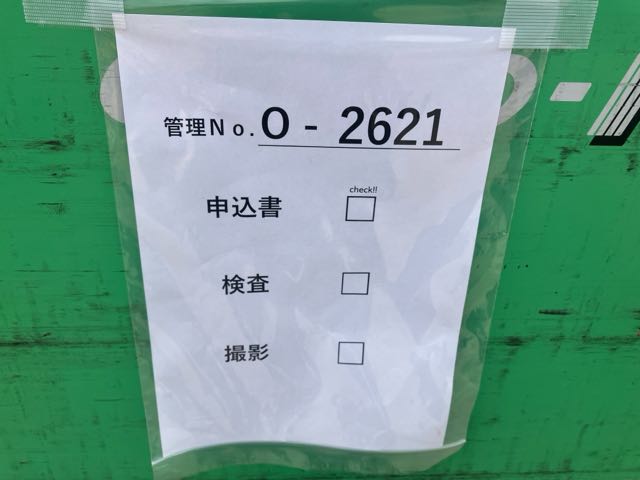 管理No. O - 2621
check!!
申込書 □
検査 □
撮影 □